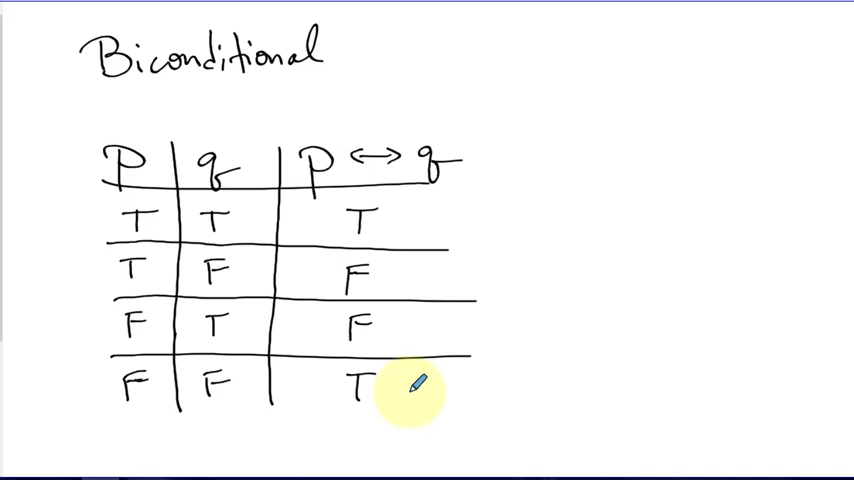 Biconditional
p q p ↔ q
T T T
T F F
F T F
F F T